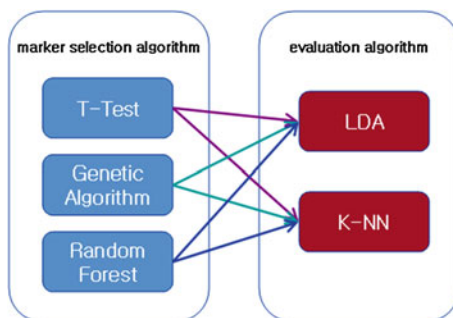 marker selection algorithm
T-Test
Genetic
Algorithm
Random
Forest
evaluation algorithm
LDA
K-NN